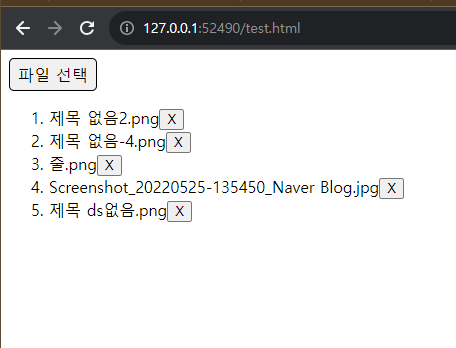 127.0.0.1:52490/test.html
파일 선택
1. 제목 없음2.png X
2. 제목 없음-4.png X
3. 줄.png X
4. Screenshot_20220525-135450_Naver Blog.jpg X
5. 제목 ds없음.png X